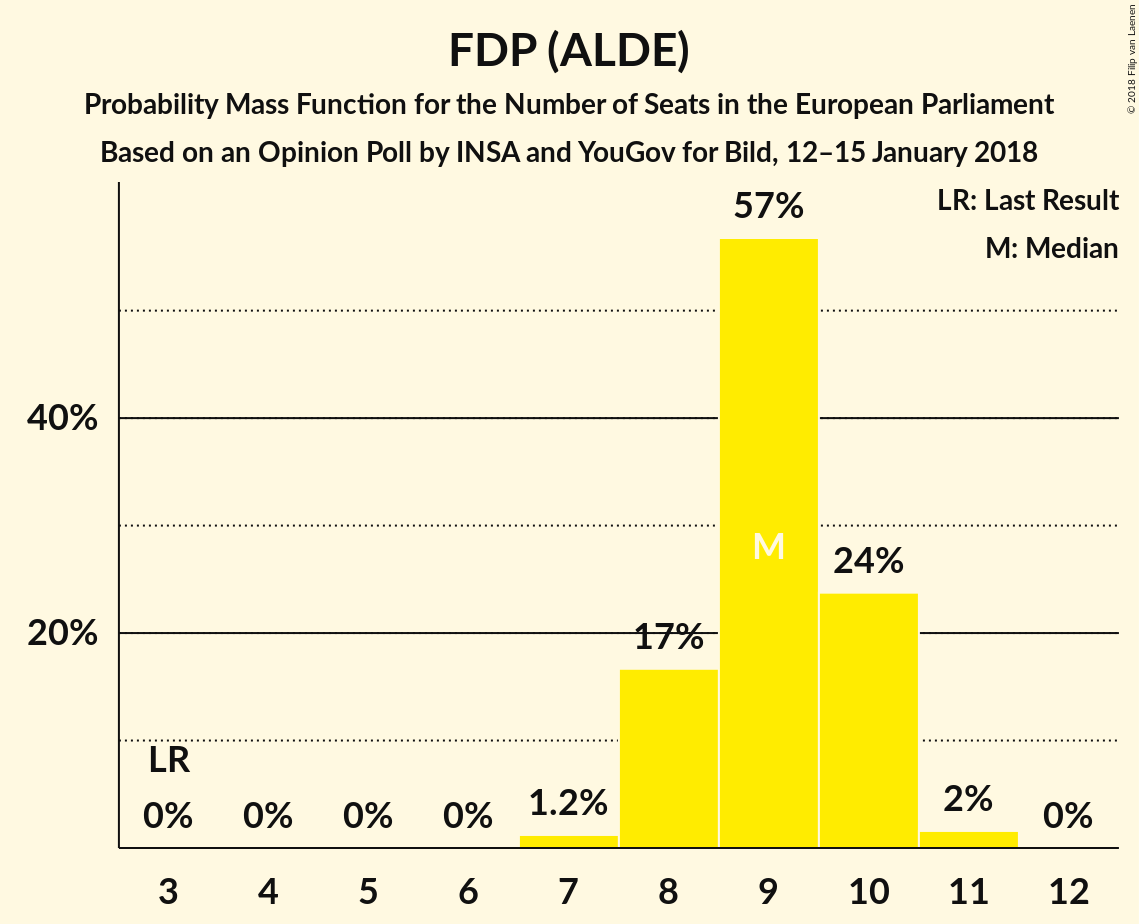 FDP (ALDE)
Probability Mass Function for the Number of Seats in the European Parliament
Based on an Opinion Poll by INSA and YouGov for Bild, 12–15 January 2018
© 2018 Filip van Laenen
LR: Last Result
M: Median
57%
40%
M
24%
20%
17%
LR
0%
0%
0%
0%
1.2%
2%
0%
3 4 5 6 7 8 9 10 11 12